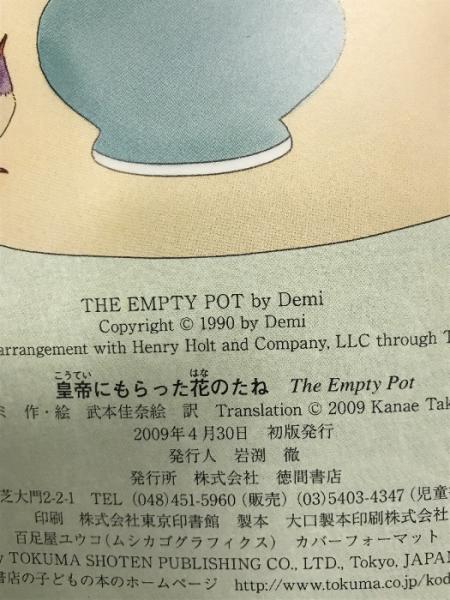 THE EMPTY POT by Demi
Copyright © 1990 by Demi
arrangement with Henry Holt and Company, LLC through T
こうてい はな
皇帝にもらった花のたね The Empty Pot
ミ 作・絵 武本佳奈絵 訳 Translation © 2009 Kanae Tak
2009年4月30日 初版発行
発行人 岩渕 徹
発行所 株式会社 徳間書店
芝大門2-2-1 TEL (048)451-5960 (販売) (03)5403-4347 (児童
印刷 株式会社東京印書館 製本 大口製本印刷株式会社
百足屋ユウコ(ムシカゴグラフィクス) カバーフォーマット
y TOKUMA SHOTEN PUBLISHING CO., LTD., Tokyo, JAPAN
書店の子どもの本のホームページ http://www.tokuma.co.jp/kod